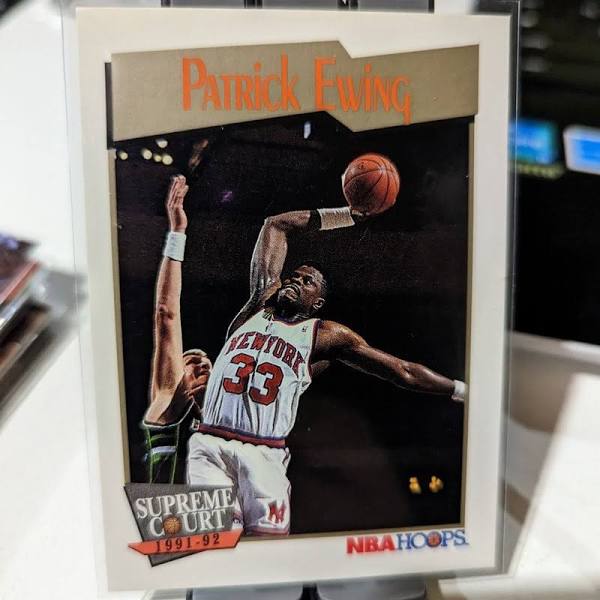 Patrick Ewing
NEW YORK
33
SUPREME
COURT
1991-92
NBA HOOPS